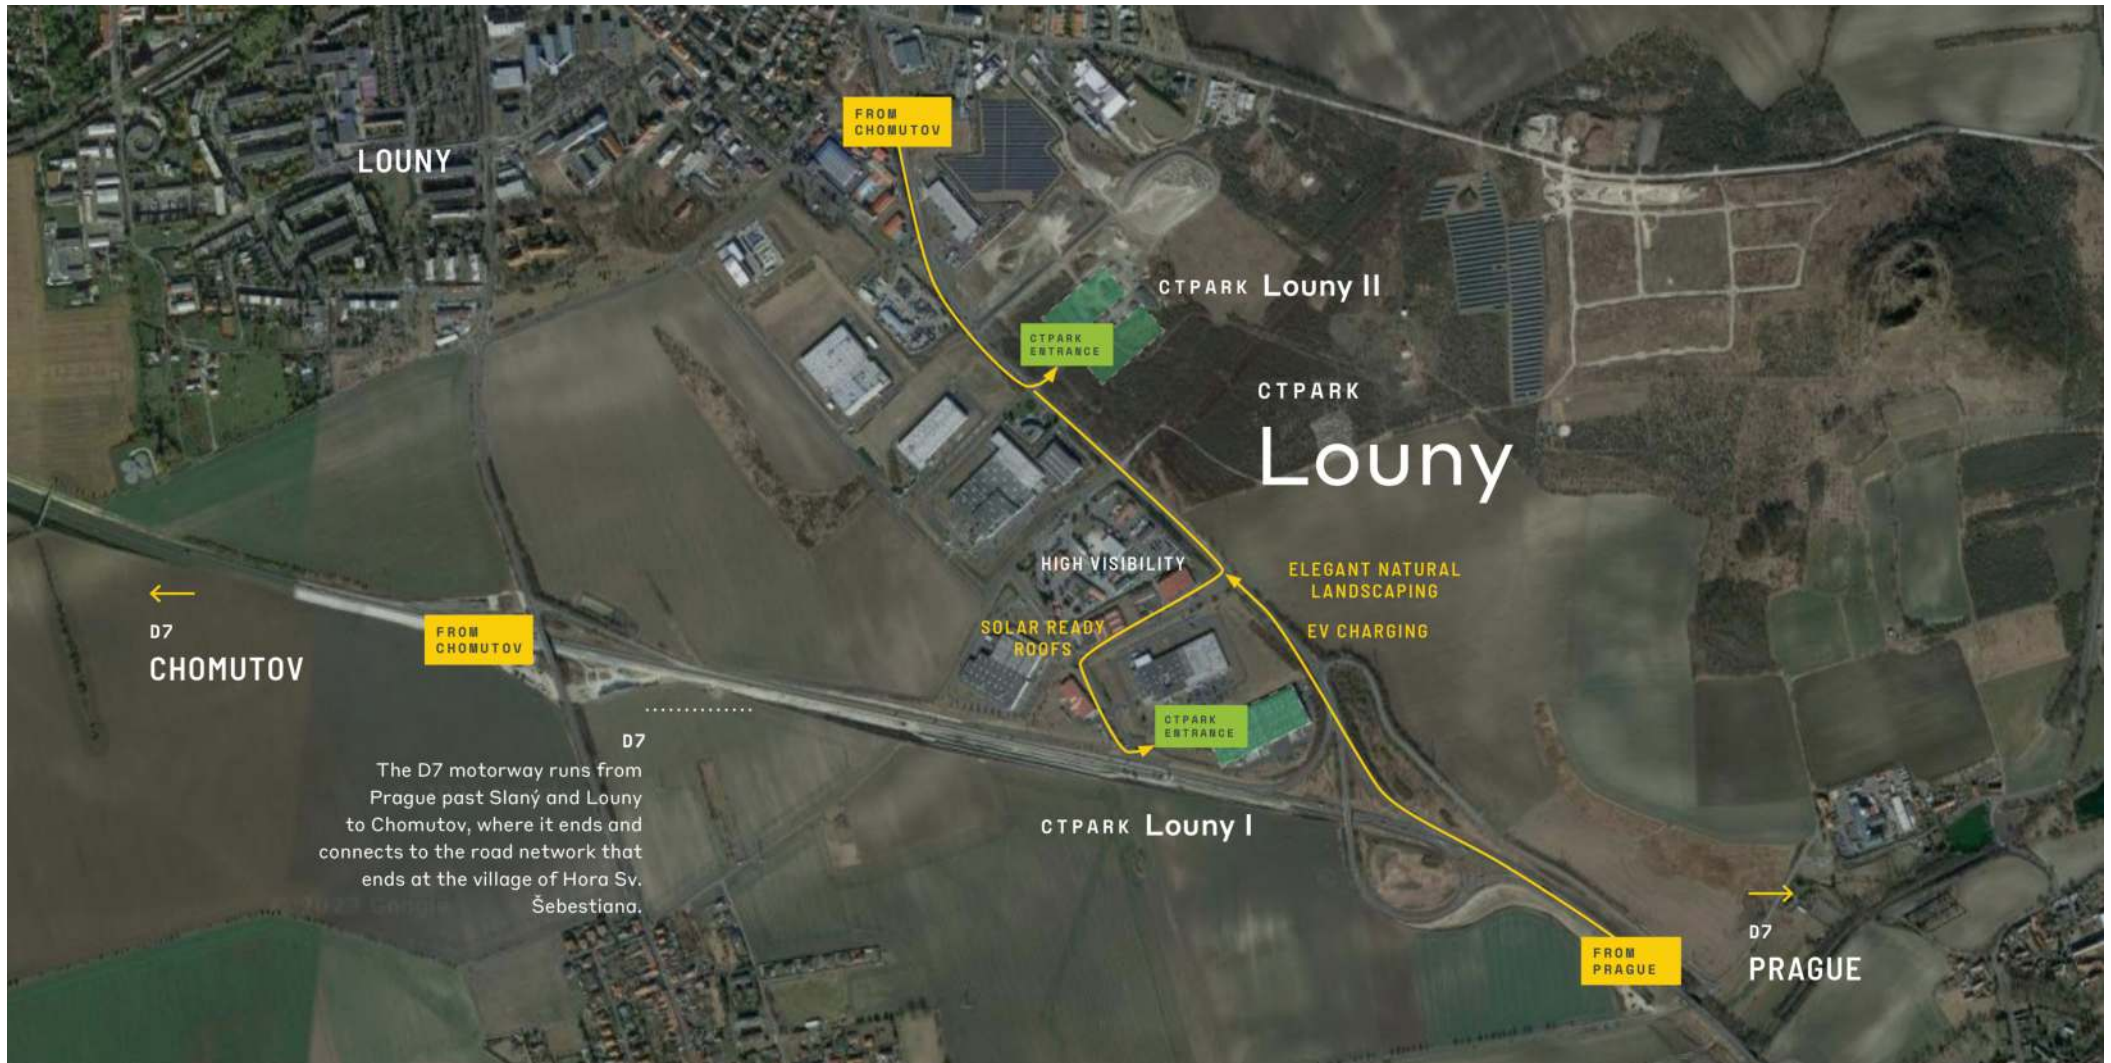 FROM
CHOMUTOV
LOUNY
CTPARK Louny II
CTPARK
ENTRANCE
CTPARK
Louny
HIGH VISIBILITY
ELEGANT NATURAL
LANDSCAPING
EV CHARGING
SOLAR READY
ROOFS
D7
CHOMUTOV
FROM
CHOMUTOV
CTPARK
ENTRANCE
D7
The D7 motorway runs from
Prague past Slaný and Louny
to Chomutov, where it ends and
connects to the road network that
ends at the village of Hora Sv.
Šebestiana.
CTPARK Louny I
FROM
PRAGUE
D7
PRAGUE